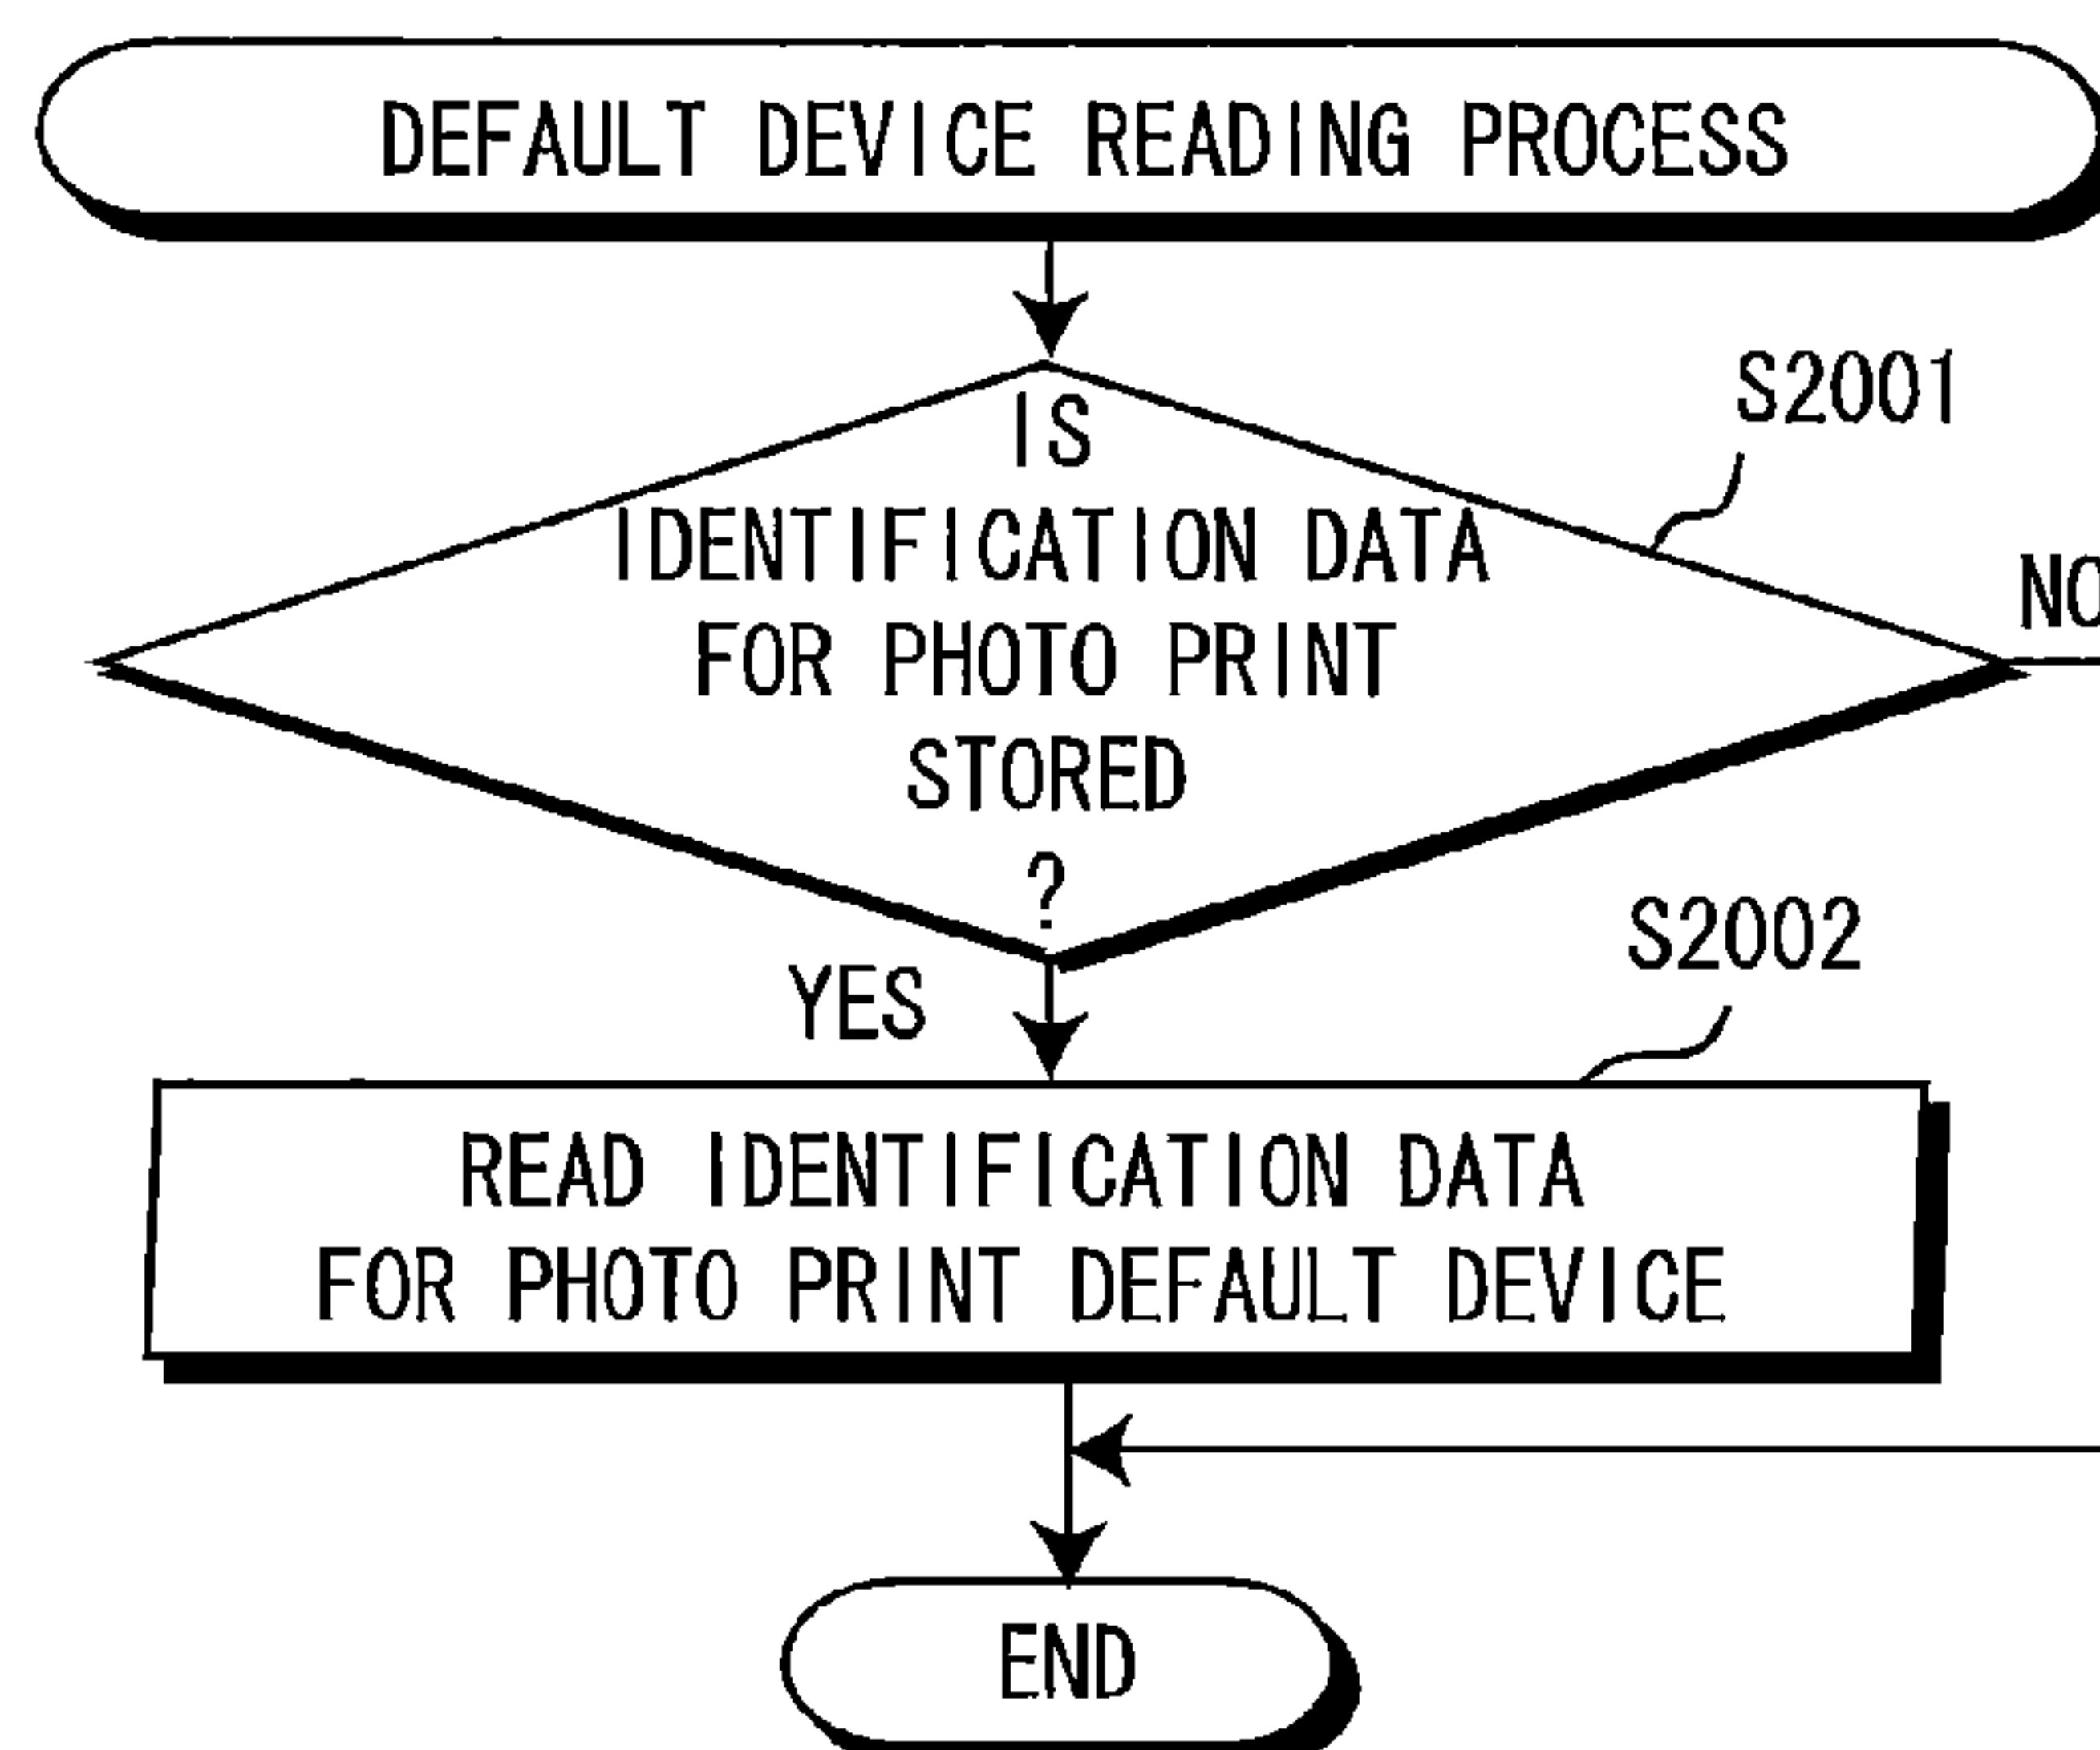 DEFAULT DEVICE READING PROCESS
S2001
IS
IDENTIFICATION DATA
FOR PHOTO PRINT
STORED
?
NO
YES
S2002
READ IDENTIFICATION DATA
FOR PHOTO PRINT DEFAULT DEVICE
END